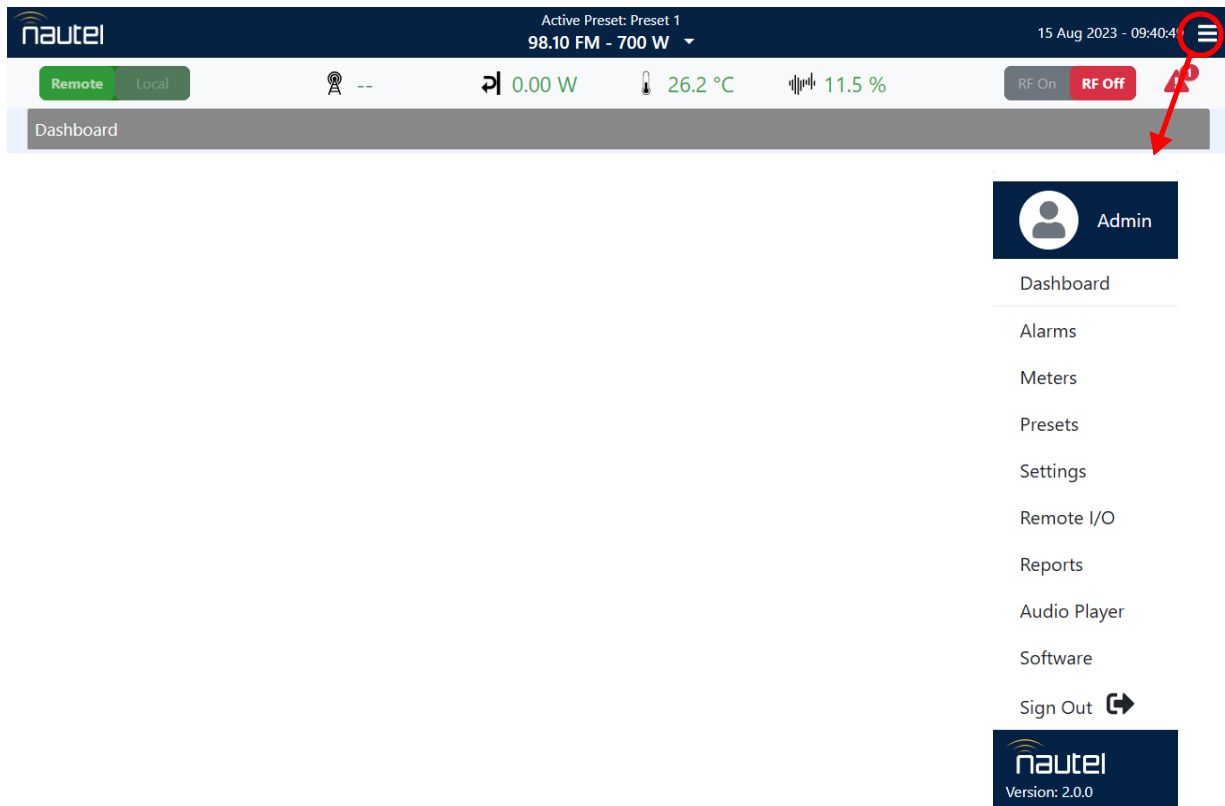 nautel
Active Preset: Preset 1
98.10 FM - 700 W
15 Aug 2023 - 09:40:49
Remote Local
--
0.00 W
26.2 °C
11.5 %
RF On RF Off
1
Dashboard
Admin
Dashboard
Alarms
Meters
Presets
Settings
Remote I/O
Reports
Audio Player
Software
Sign Out
nautel
Version: 2.0.0